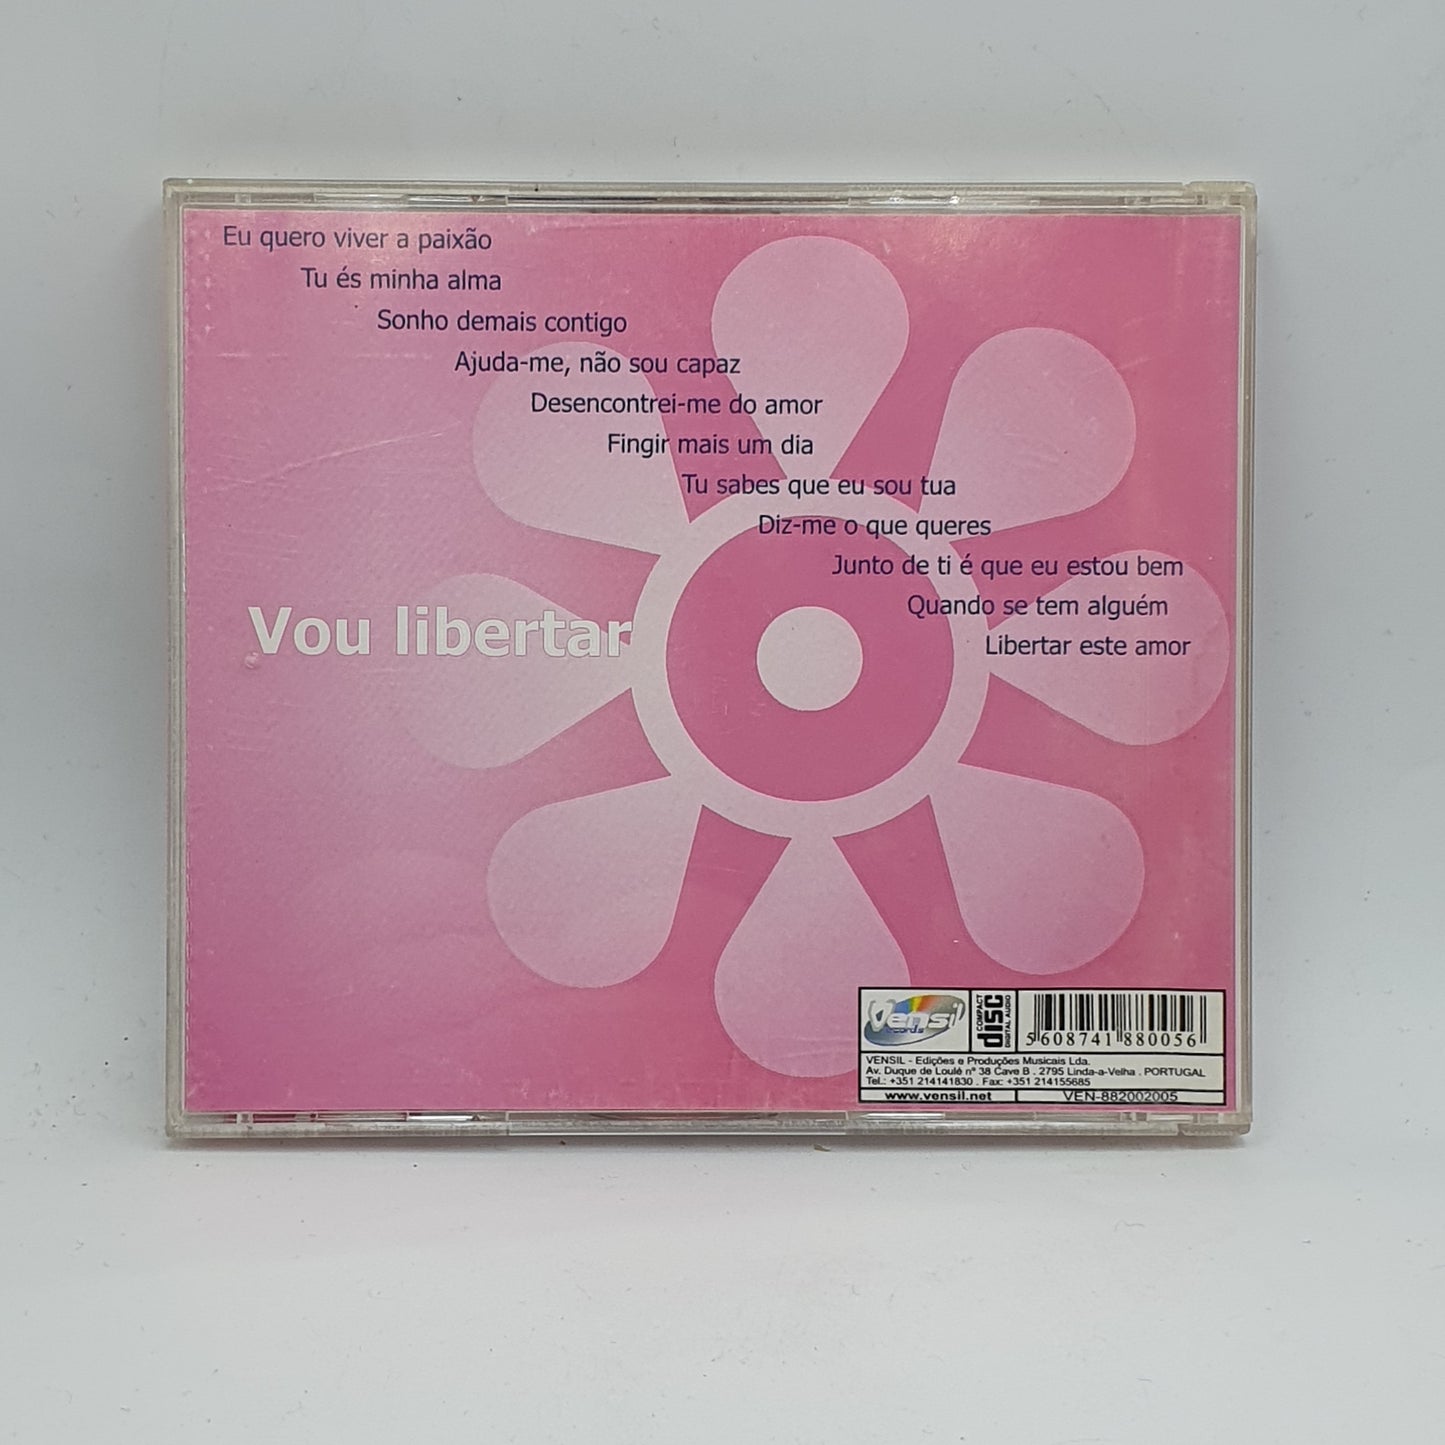 Eu quero viver a paixão
Tu és minha alma
Sonho demais contigo
Ajuda-me, não sou capaz
Desencontrei-me do amor
Fingir mais um dia
Tu sabes que eu sou tua
Diz-me o que queres
Junto de ti é que eu estou bem
Quando se tem alguém
Libertar este amor
Vou libertar
Vensil
records
COMPACT
disc
DIGITAL AUDIO
5 608741 880056
VENSIL - Edições e Produções Musicais Lda.
Av. Duque de Loulé nº 38 Cave B . 2795 Linda-a-Velha . PORTUGAL
Tel.: +351 214141830 . Fax: +351 214155685
www.vensil.net
VEN-882002005